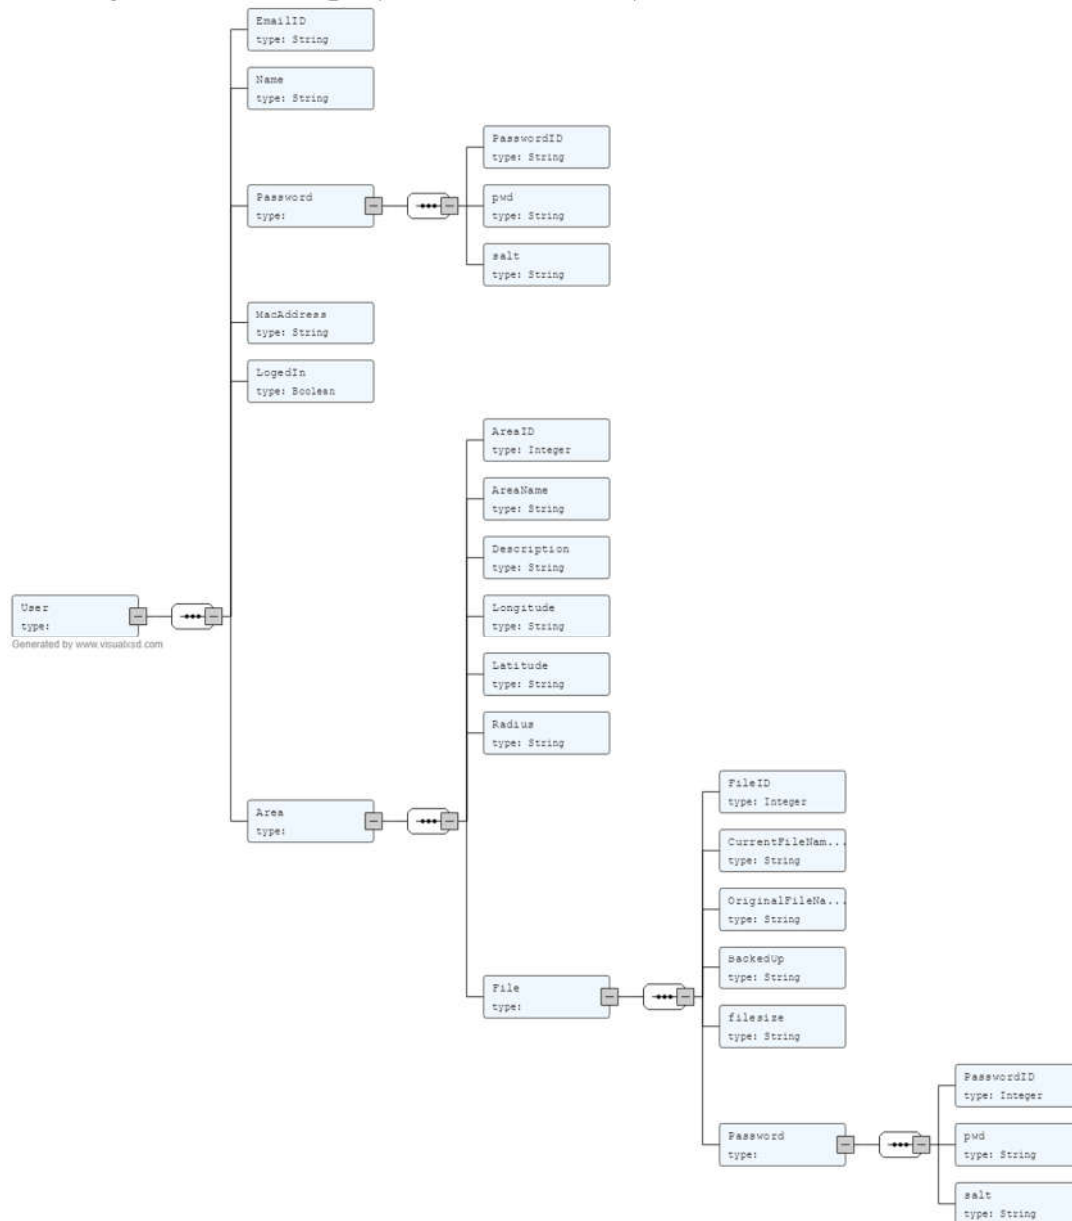 EmailID
type: String
Name
type: String
PasswordID
type: String
Password
type:
pwd
type: String
salt
type: String
MacAddress
type: String
LogedIn
type: Boolean
AreaID
type: Integer
AreaName
type: String
Description
type: String
User
type:
Generated by www.visualxsd.com
Longitude
type: String
Latitude
type: String
Radius
type: String
Area
type:
FileID
type: Integer
CurrentFileNam...
type: String
OriginalFileNa...
type: String
BackedUp
type: String
File
type:
filesize
type: String
PasswordID
type: Integer
Password
type:
pwd
type: String
salt
type: String